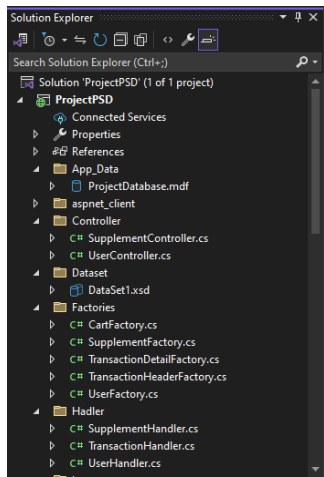 Solution Explorer
Search Solution Explorer (Ctrl+;)
Solution 'ProjectPSD' (1 of 1 project)
ProjectPSD
Connected Services
Properties
References
App_Data
ProjectDatabase.mdf
aspnet_client
Controller
C# SupplementController.cs
C# UserController.cs
Dataset
DataSet1.xsd
Factories
C# CartFactory.cs
C# SupplementFactory.cs
C# TransactionDetailFactory.cs
C# TransactionHeaderFactory.cs
C# UserFactory.cs
Hadler
C# SupplementHandler.cs
C# TransactionHandler.cs
C# UserHandler.cs